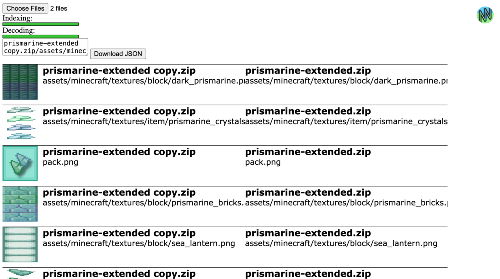 Choose Files 2 files
Indexing:
Decoding:
prismarine-extended
copy.zip/assets/minec
Download JSON
prismarine-extended copy.zip prismarine-extended.zip
assets/minecraft/textures/block/dark_prismarine.pr assets/minecraft/textures/block/dark_prismarine.pr
prismarine-extended copy.zip prismarine-extended.zip
assets/minecraft/textures/item/prismarine_crystals assets/minecraft/textures/item/prismarine_crystals
prismarine-extended copy.zip prismarine-extended.zip
pack.png pack.png
prismarine-extended copy.zip prismarine-extended.zip
assets/minecraft/textures/block/prismarine_bricks. assets/minecraft/textures/block/prismarine_bricks.
prismarine-extended copy.zip prismarine-extended.zip
assets/minecraft/textures/block/sea_lantern.png assets/minecraft/textures/block/sea_lantern.png
prismarine-extended copy.zip prismarine-extended.zip